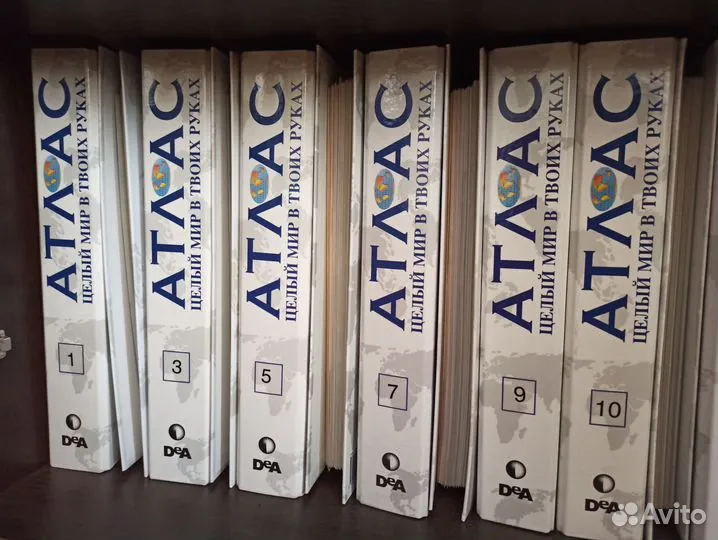 АТЛАС
ЦЕЛЫЙ МИР В ТВОИХ РУКАХ
1
DeA
АТЛАС
ЦЕЛЫЙ МИР В ТВОИХ РУКАХ
3
DeA
АТЛАС
ЦЕЛЫЙ МИР В ТВОИХ РУКАХ
5
DeA
АТЛАС
ЦЕЛЫЙ МИР В ТВОИХ РУКАХ
7
DeA
АТЛАС
ЦЕЛЫЙ МИР В ТВОИХ РУКАХ
9
DeA
АТЛАС
ЦЕЛЫЙ МИР В ТВОИХ РУКАХ
10
DeA
Avito